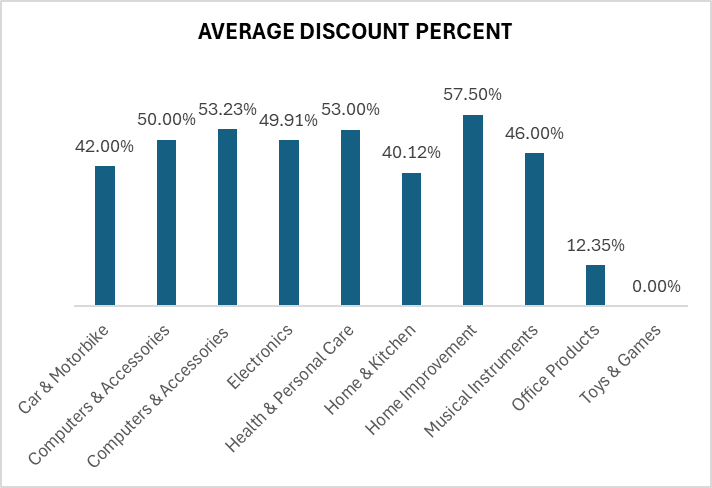 AVERAGE DISCOUNT PERCENT
42.00%
50.00%
53.23%
49.91%
53.00%
40.12%
57.50%
46.00%
12.35%
0.00%
Car & Motorbike
Computers & Accessories
Computers & Accessories
Electronics
Health & Personal Care
Home & Kitchen
Home Improvement
Musical Instruments
Office Products
Toys & Games